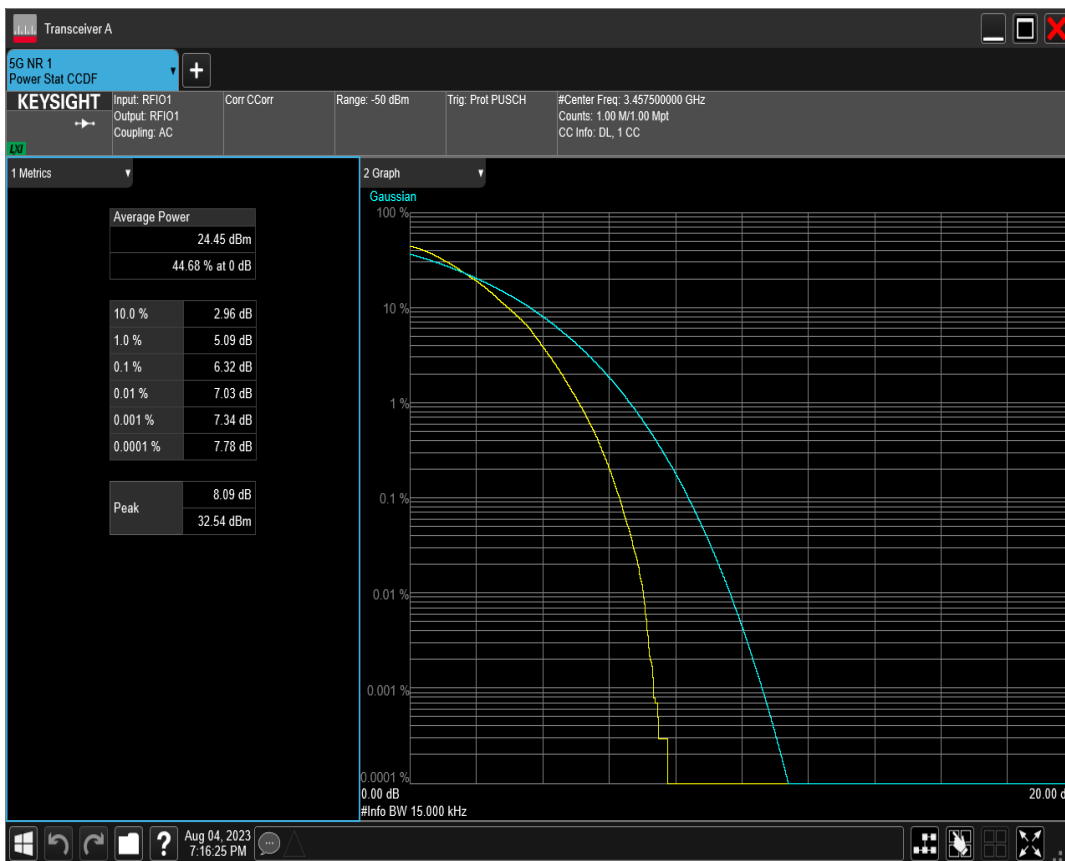 Transceiver A
5G NR 1
Power Stat CCDF
KEYSIGHT
LXI
Input: RFIO1
Output: RFIO1
Coupling: AC
Corr CCorr
Range: -50 dBm
Trig: Prot PUSCH
#Center Freq: 3.457500000 GHz
Counts: 1.00 M/1.00 Mpt
CC Info: DL, 1 CC
1 Metrics
Average Power
24.45 dBm
44.68 % at 0 dB
10.0 % 2.96 dB
1.0 % 5.09 dB
0.1 % 6.32 dB
0.01 % 7.03 dB
0.001 % 7.34 dB
0.0001 % 7.78 dB
Peak
8.09 dB
32.54 dBm
2 Graph
Gaussian
100 %
10 %
1 %
0.1 %
0.01 %
0.001 %
0.0001 %
0.00 dB
20.00 d
#Info BW 15.000 kHz
?
Aug 04, 2023
7:16:25 PM